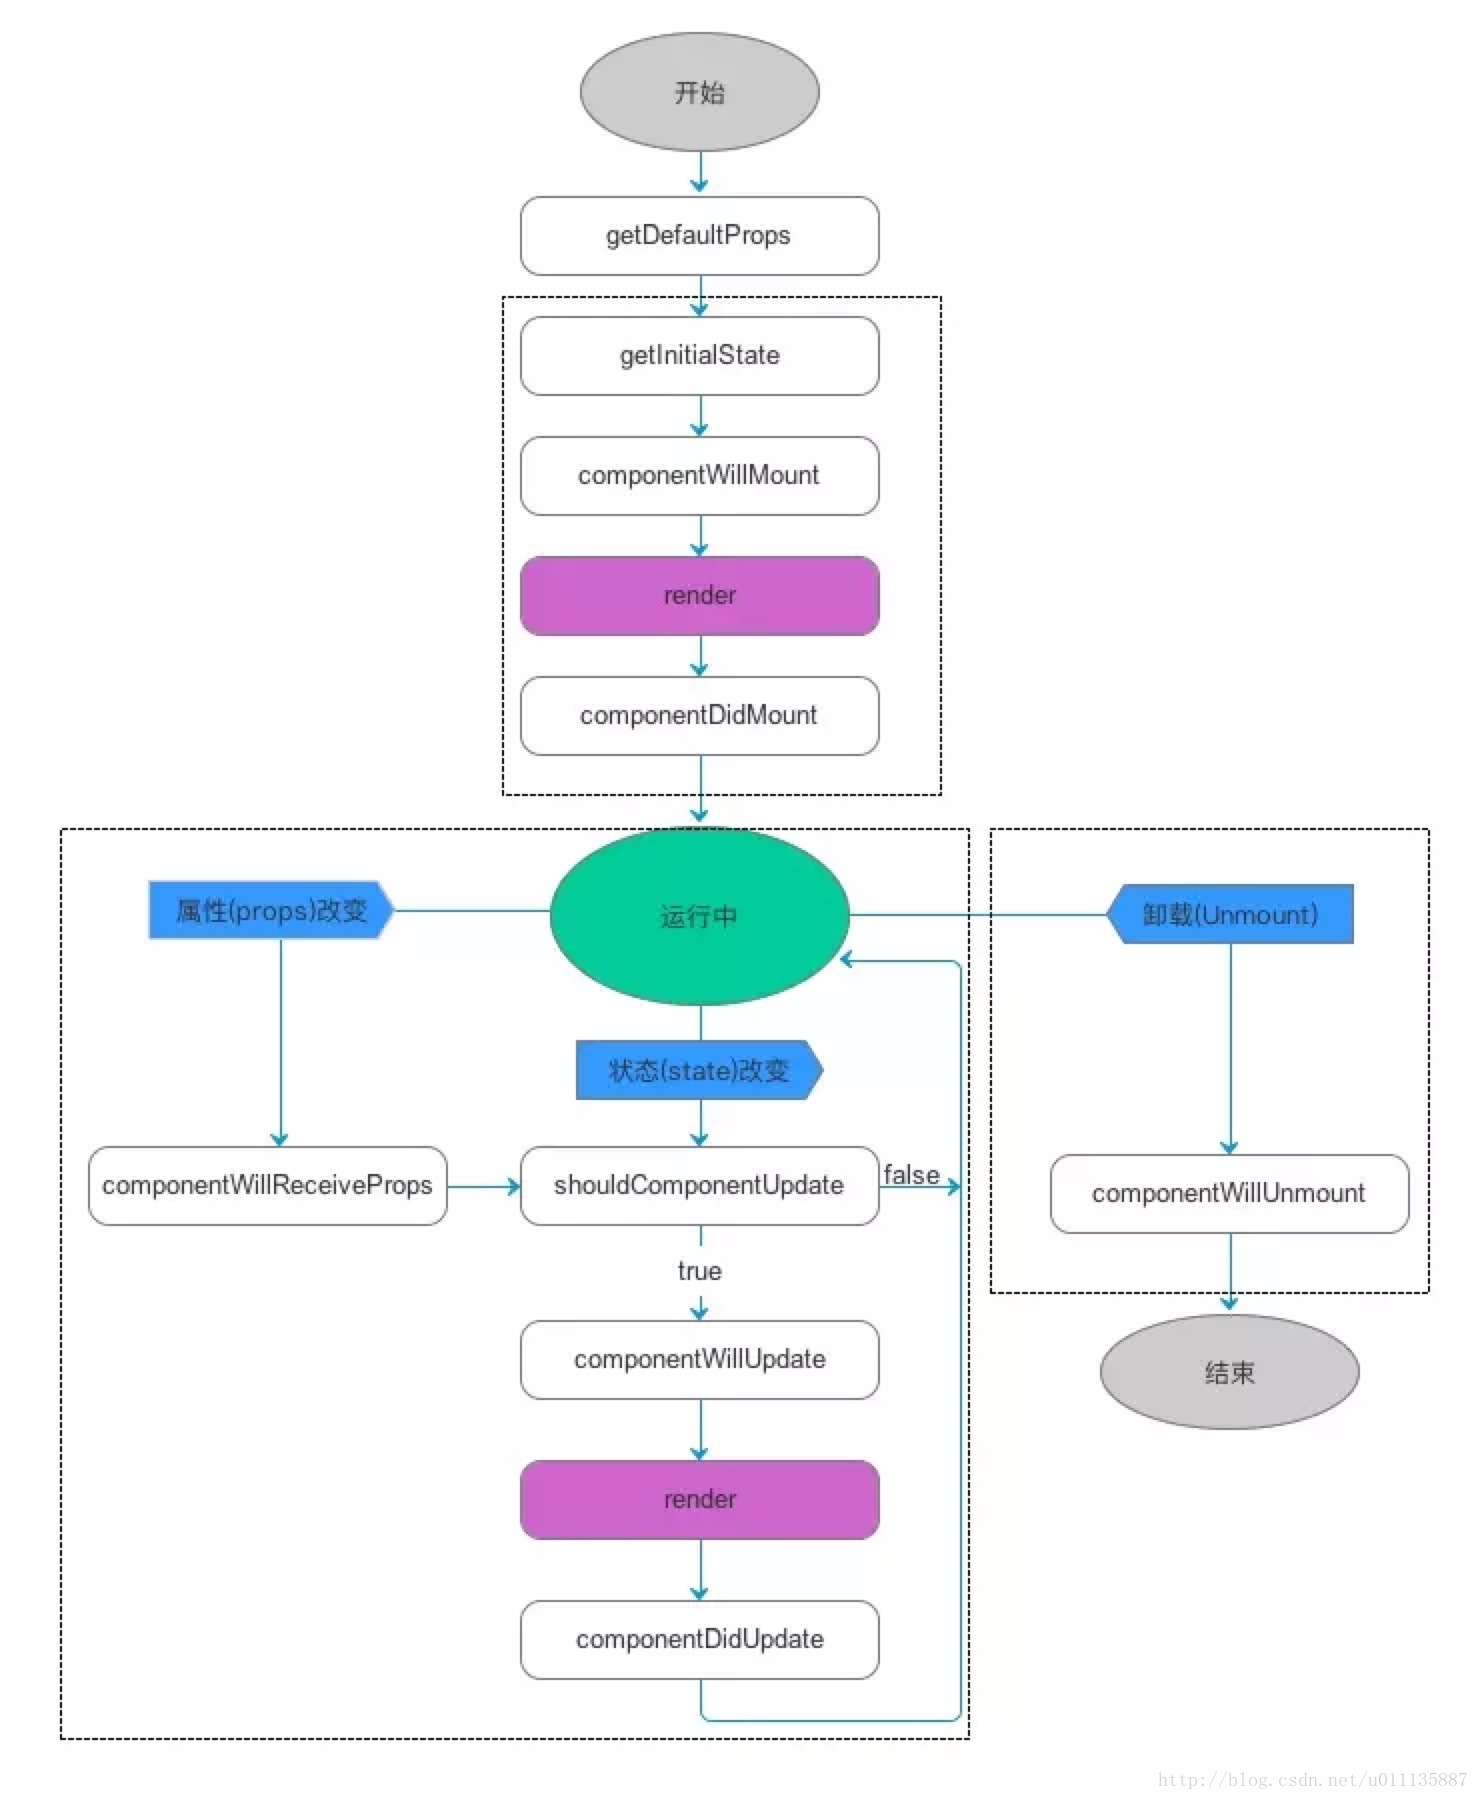 开始
getDefaultProps
getInitialState
componentWillMount
render
componentDidMount
属性(props)改变
运行中
卸载(Unmount)
状态(state)改变
componentWillReceiveProps
shouldComponentUpdate
false
componentWillUnmount
true
componentWillUpdate
结束
render
componentDidUpdate
http://blog.csdn.net/u011135887